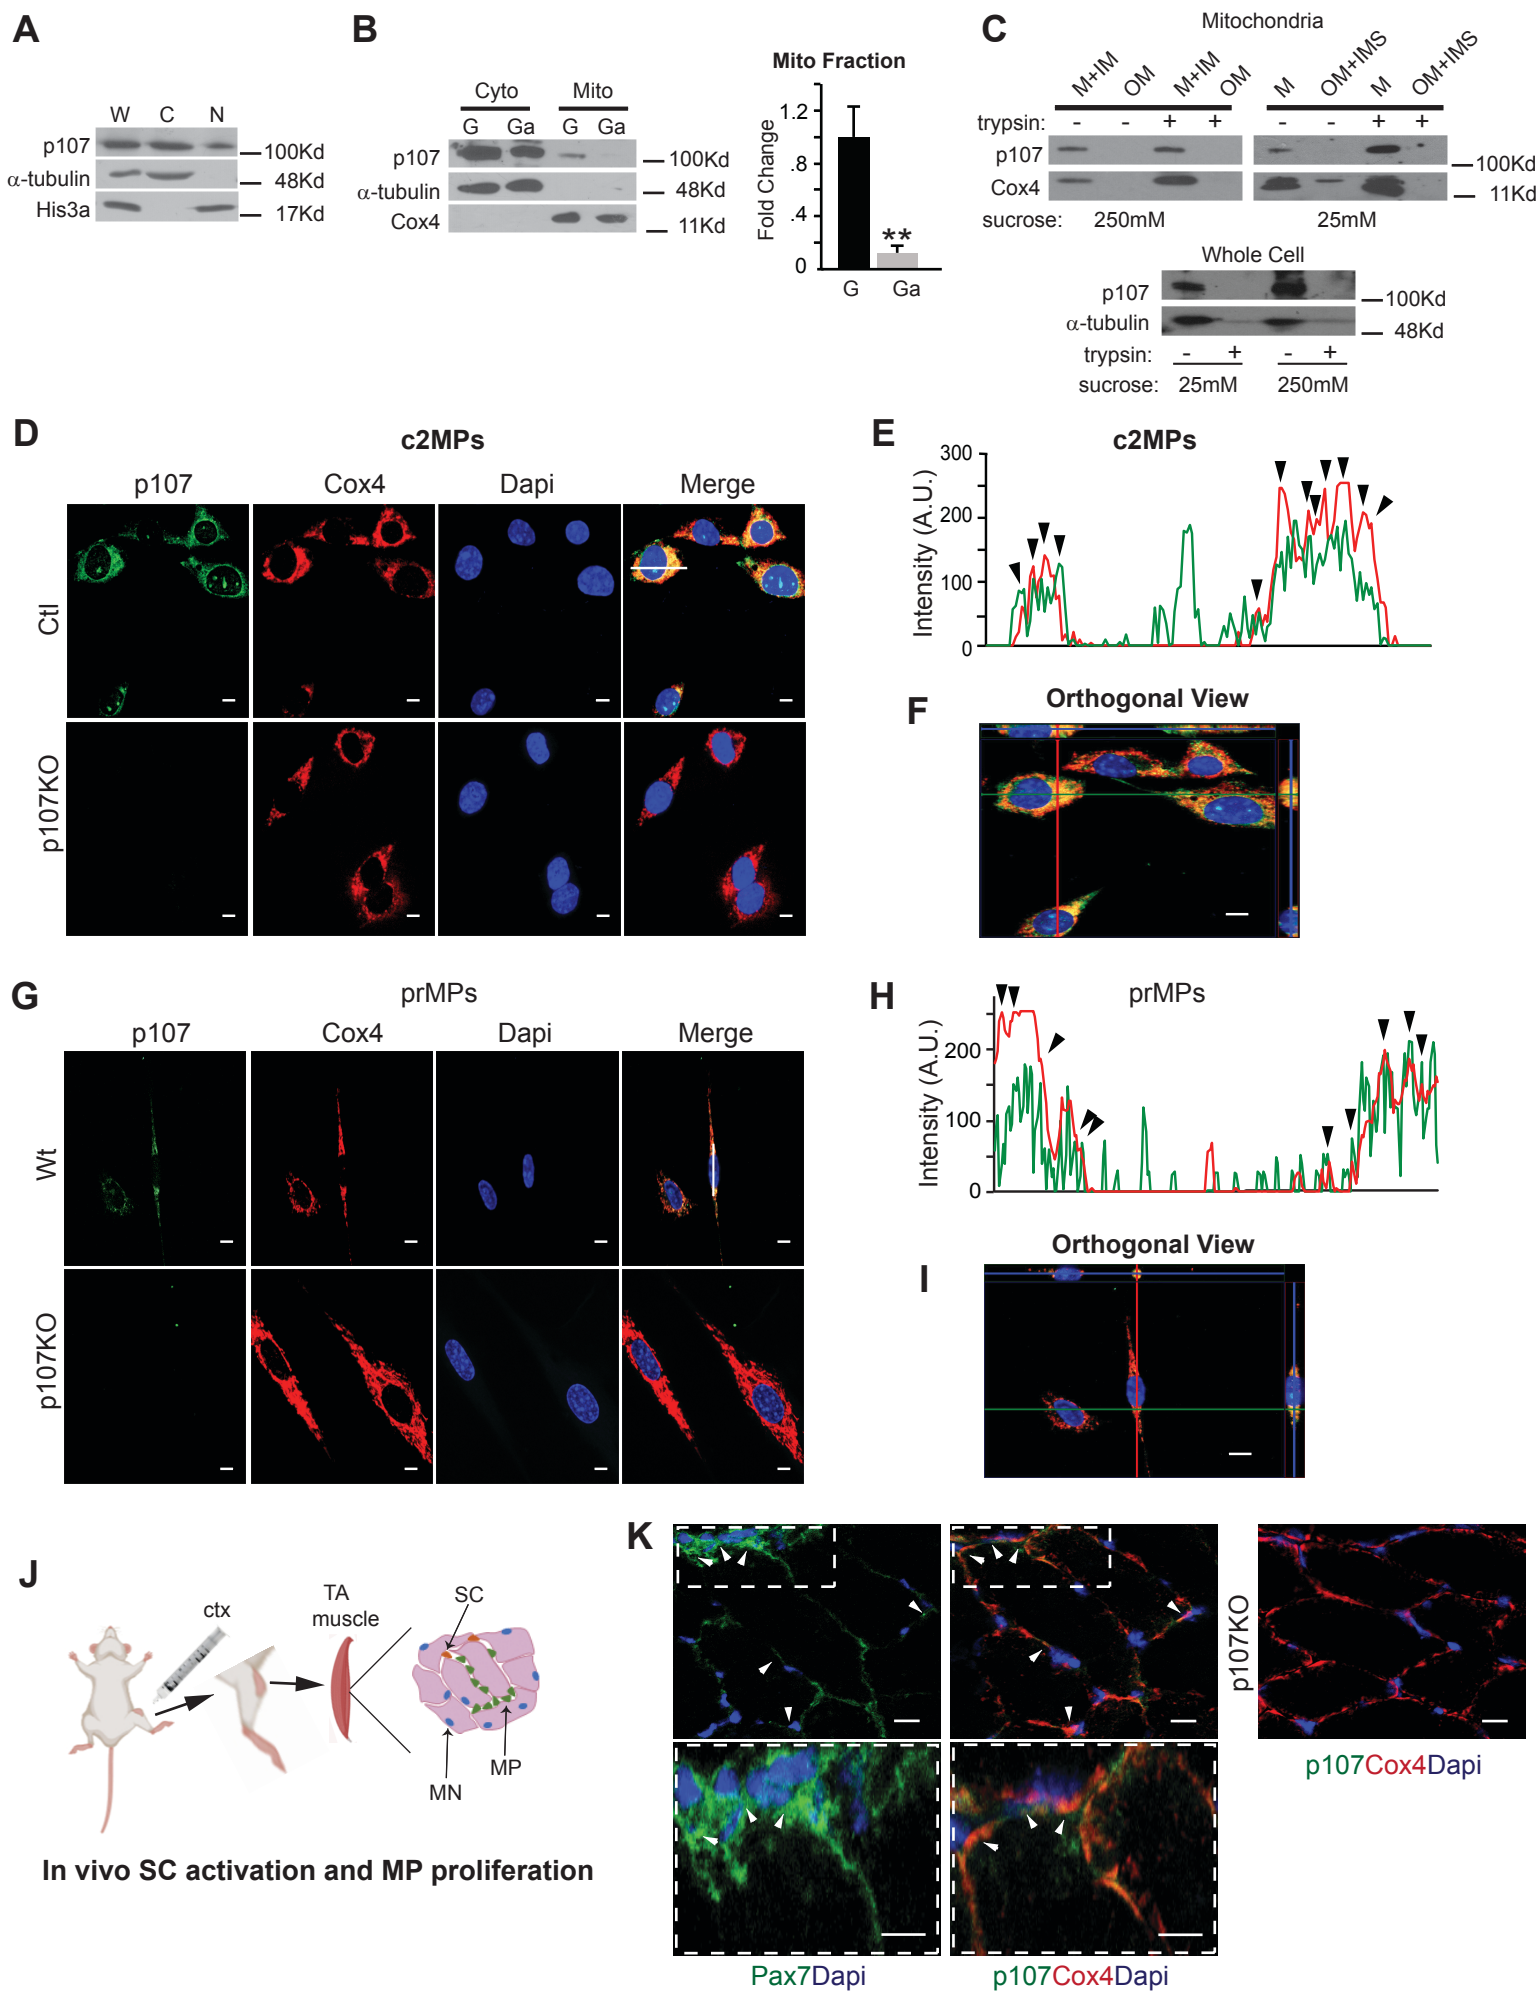 A
W C N
p107
100Kd
α-tubulin
48Kd
His3a
17Kd
B
Cyto Mito
G Ga G Ga
p107
100Kd
α-tubulin
48Kd
Cox4
11Kd
Mito Fraction
Fold Change
1.2
.8
.4
0
**
G Ga
C
Mitochondria
M+IM OM M+IM OM M OM+IMS M OM+IMS
trypsin: - - + + - - + +
p107
100Kd
Cox4
11Kd
sucrose: 250mM 25mM
Whole Cell
p107
100Kd
α-tubulin
48Kd
trypsin: - + - +
sucrose: 25mM 250mM
D
c2MPs
p107 Cox4 Dapi Merge
Ctl
p107KO
E
c2MPs
Intensity (A.U.)
300
200
100
0
F
Orthogonal View
G
prMPs
p107 Cox4 Dapi Merge
Wt
p107KO
H
prMPs
Intensity (A.U.)
200
100
0
I
Orthogonal View
J
ctx
TA
muscle
SC
MN
MP
In vivo SC activation and MP proliferation
K
p107KO
p107Cox4Dapi
Pax7Dapi
p107Cox4Dapi